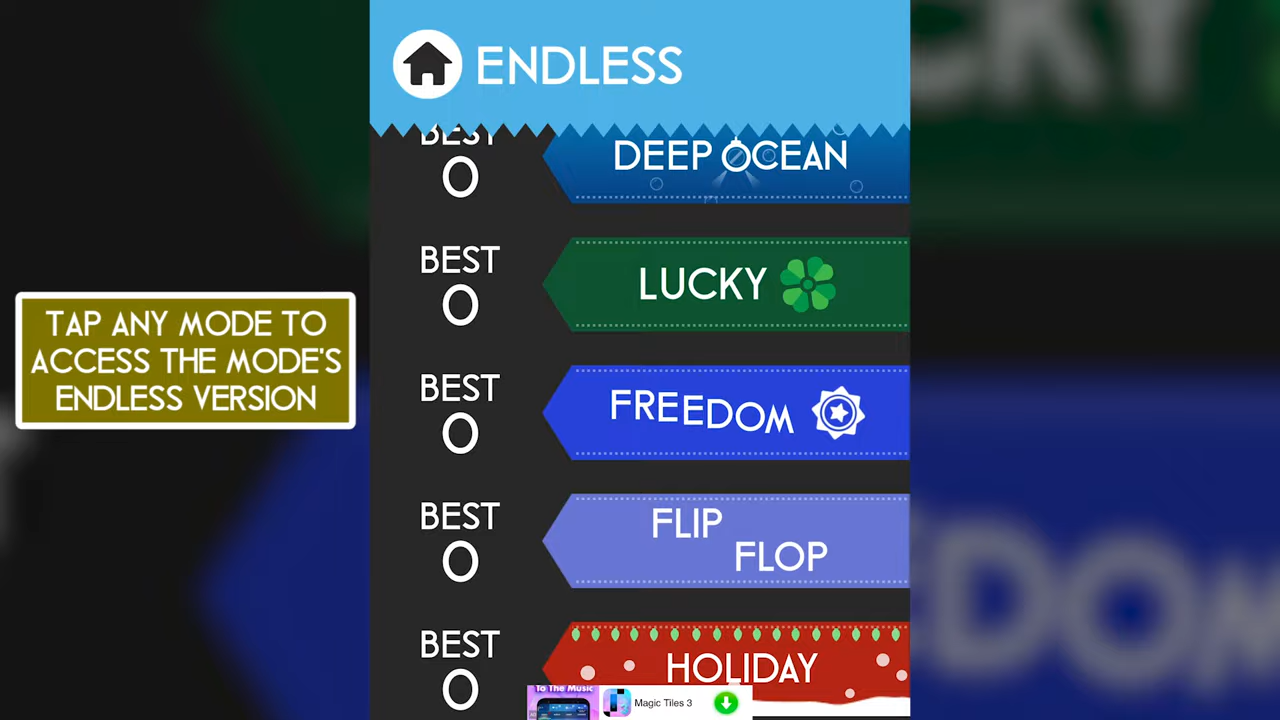 ENDLESS
BEST
0
DEEP OCEAN
BEST
0
LUCKY
BEST
0
FREEDOM
BEST
0
FLIP
FLOP
BEST
0
HOLIDAY
TAP ANY MODE TO
ACCESS THE MODE'S
ENDLESS VERSION
To The Music
Magic Tiles 3